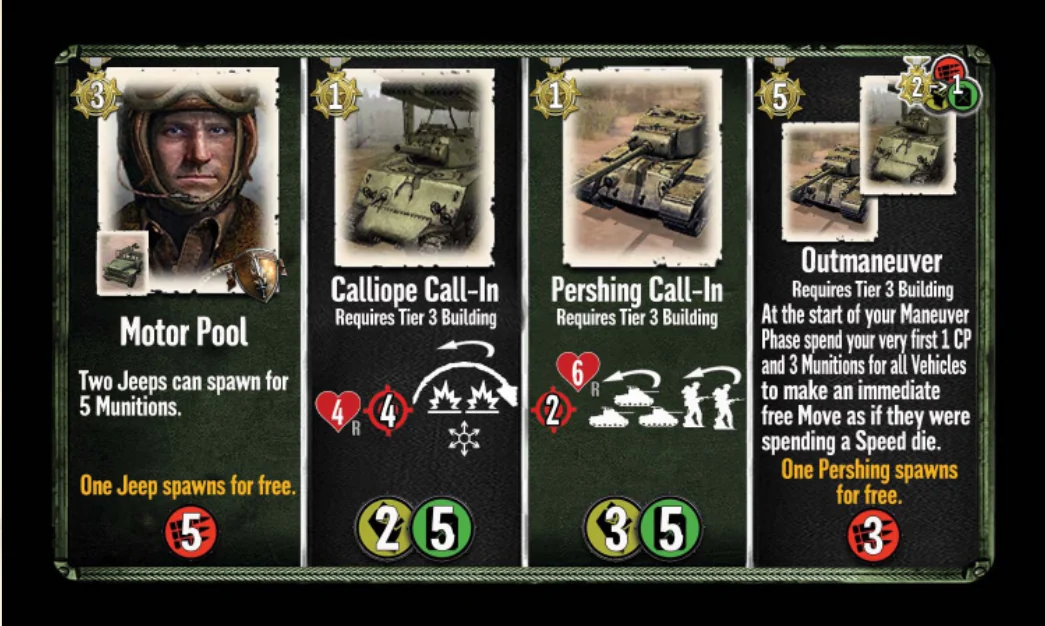 3
Motor Pool
Two Jeeps can spawn for
5 Munitions.
One Jeep spawns for free.
5
1
Calliope Call-In
Requires Tier 3 Building
4
R
4
2
5
1
Pershing Call-In
Requires Tier 3 Building
6
R
2
3
5
5
2->1
Outmaneuver
Requires Tier 3 Building
At the start of your Maneuver
Phase spend your very first 1 CP
and 3 Munitions for all Vehicles
to make an immediate
free Move as if they were
spending a Speed die.
One Pershing spawns
for free.
3